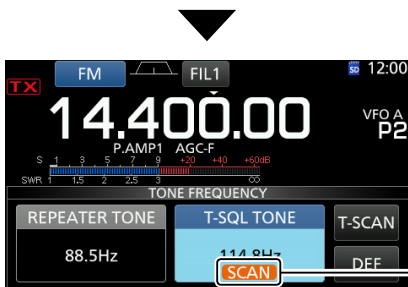 FM FIL1 SD 12:00
TX
14.400.00 VFO A
P2
P.AMP1 AGC-F
S 1 3 5 7 9 +20 +40 +60dB
SWR 1 1.5 2 2.5 3 ∞
TONE FREQUENCY
REPEATER TONE T-SQL TONE T-SCAN
88.5Hz 114.8Hz DEF
SCAN